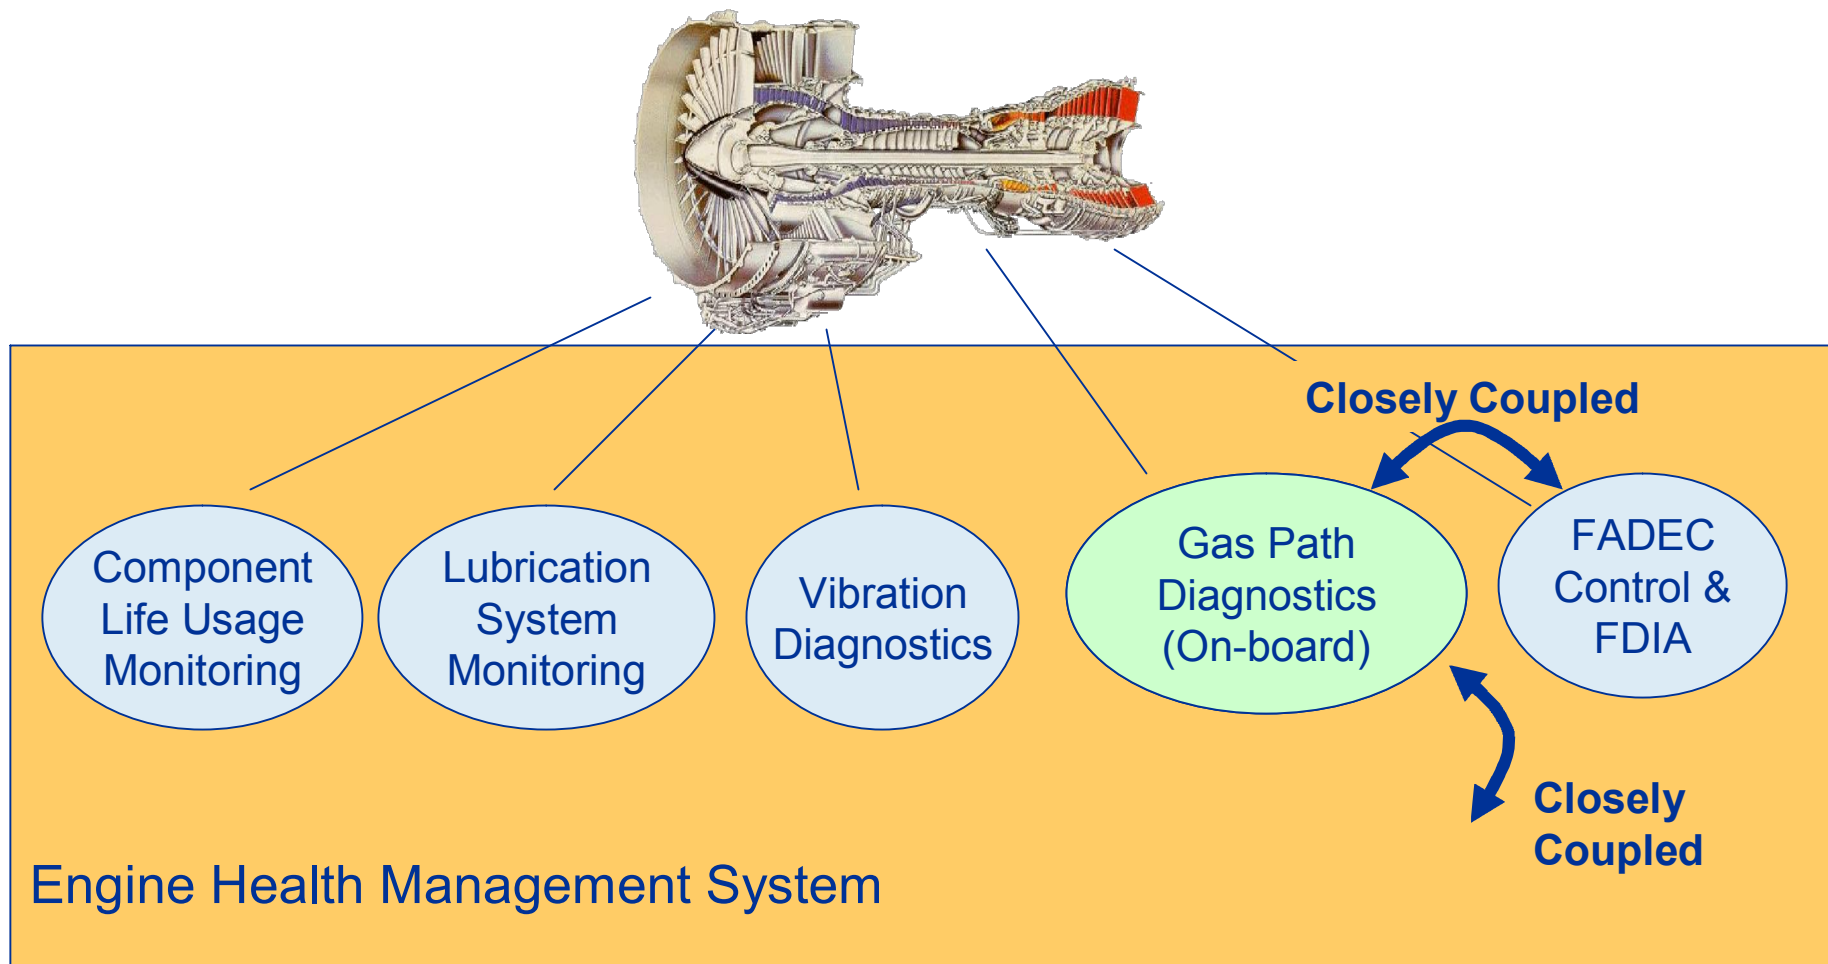 Closely Coupled
Component
Life Usage
Monitoring
Lubrication
System
Monitoring
Vibration
Diagnostics
Gas Path
Diagnostics
(On-board)
FADEC
Control &
FDIA
Closely
Coupled
Engine Health Management System